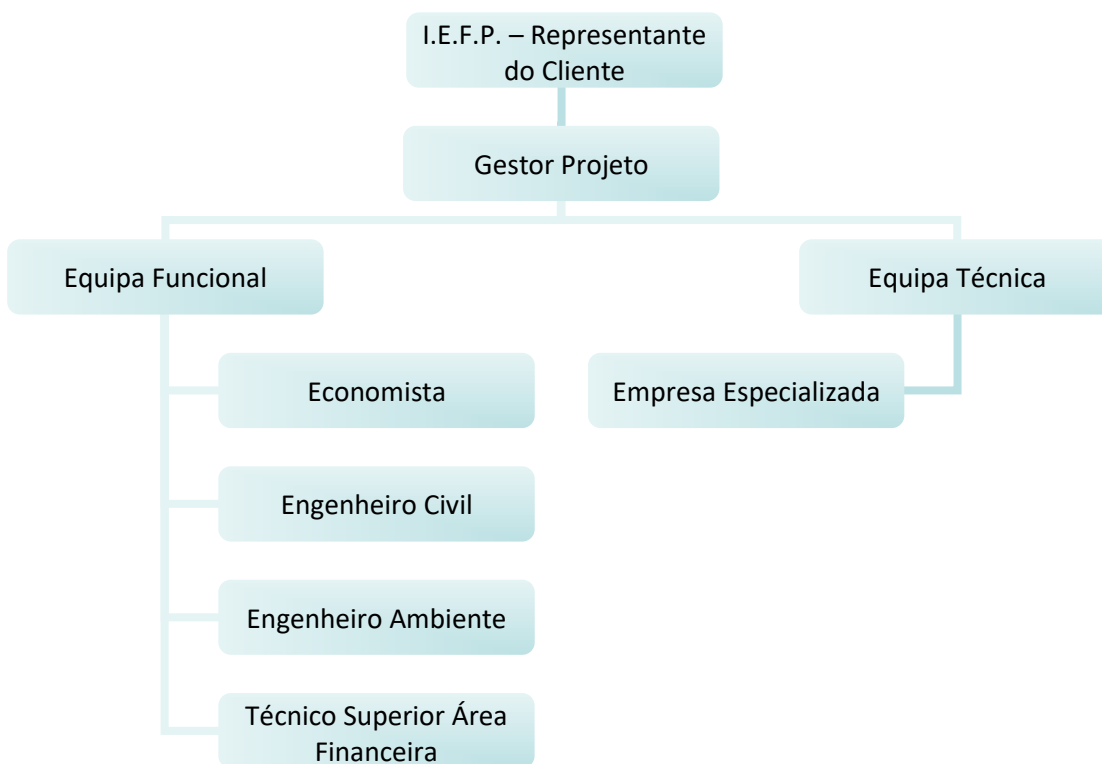 I.E.F.P. – Representante
do Cliente
Gestor Projeto
Equipa Funcional
Equipa Técnica
Economista
Empresa Especializada
Engenheiro Civil
Engenheiro Ambiente
Técnico Superior Área
Financeira